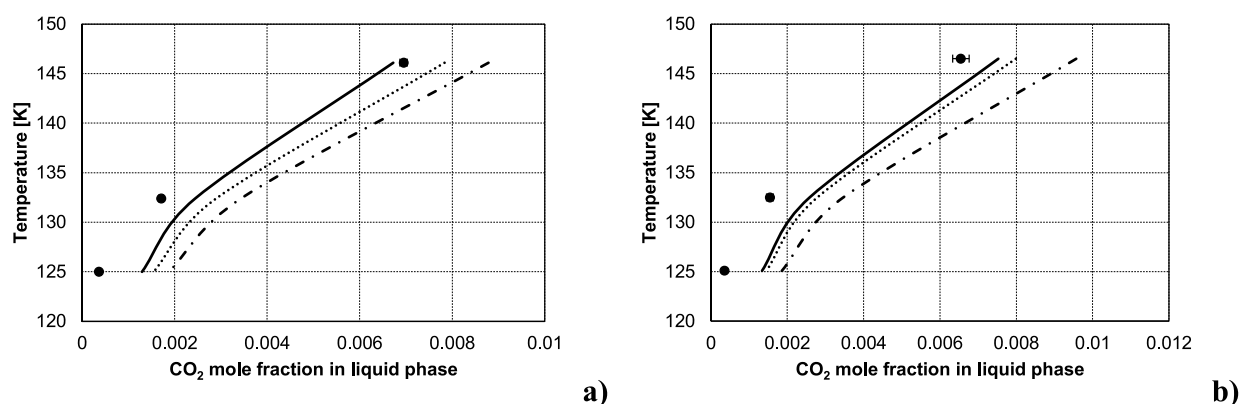 150
145
140
135
130
125
120
Temperature [K]
0 0.002 0.004 0.006 0.008 0.01
CO2 mole fraction in liquid phase
a)
150
145
140
135
130
125
120
Temperature [K]
0 0.002 0.004 0.006 0.008 0.01 0.012
CO2 mole fraction in liquid phase
b)